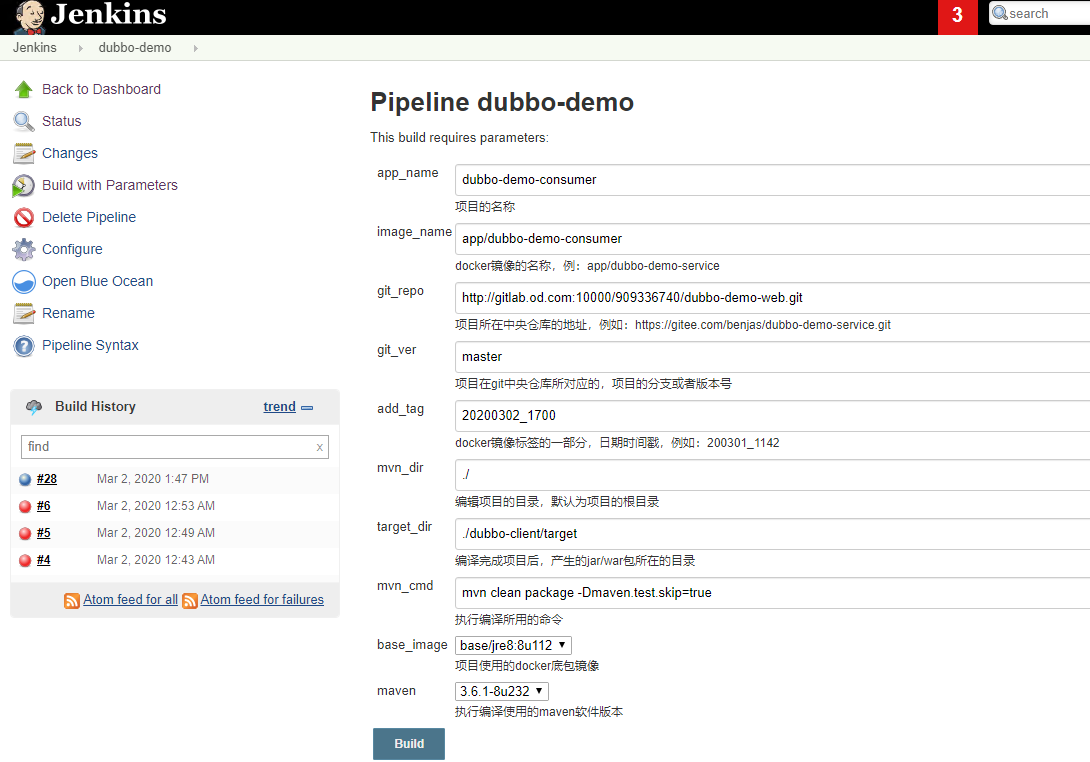 Jenkins
3
search
Jenkins
dubbo-demo
Back to Dashboard
Status
Changes
Build with Parameters
Delete Pipeline
Configure
Open Blue Ocean
Rename
Pipeline Syntax
Build History
trend
find
x
#28 Mar 2, 2020 1:47 PM
#6 Mar 2, 2020 12:53 AM
#5 Mar 2, 2020 12:49 AM
#4 Mar 2, 2020 12:43 AM
Atom feed for all Atom feed for failures
Pipeline dubbo-demo
This build requires parameters:
app_name
dubbo-demo-consumer
项目的名称
image_name
app/dubbo-demo-consumer
docker镜像的名称，例：app/dubbo-demo-service
git_repo
http://gitlab.od.com:10000/909336740/dubbo-demo-web.git
项目所在中央仓库的地址，例如：https://gitee.com/benjas/dubbo-demo-service.git
git_ver
master
项目在git中央仓库所对应的，项目的分支或者版本号
add_tag
20200302_1700
docker镜像标签的一部分，日期时间戳，例如：200301_1142
mvn_dir
./
编辑项目的目录，默认为项目的根目录
target_dir
./dubbo-client/target
编译完成项目后，产生的jar/war包所在的目录
mvn_cmd
mvn clean package -Dmaven.test.skip=true
执行编译所用的命令
base_image
base/jre8:8u112
项目使用的docker底包镜像
maven
3.6.1-8u232
执行编译使用的maven软件版本
Build